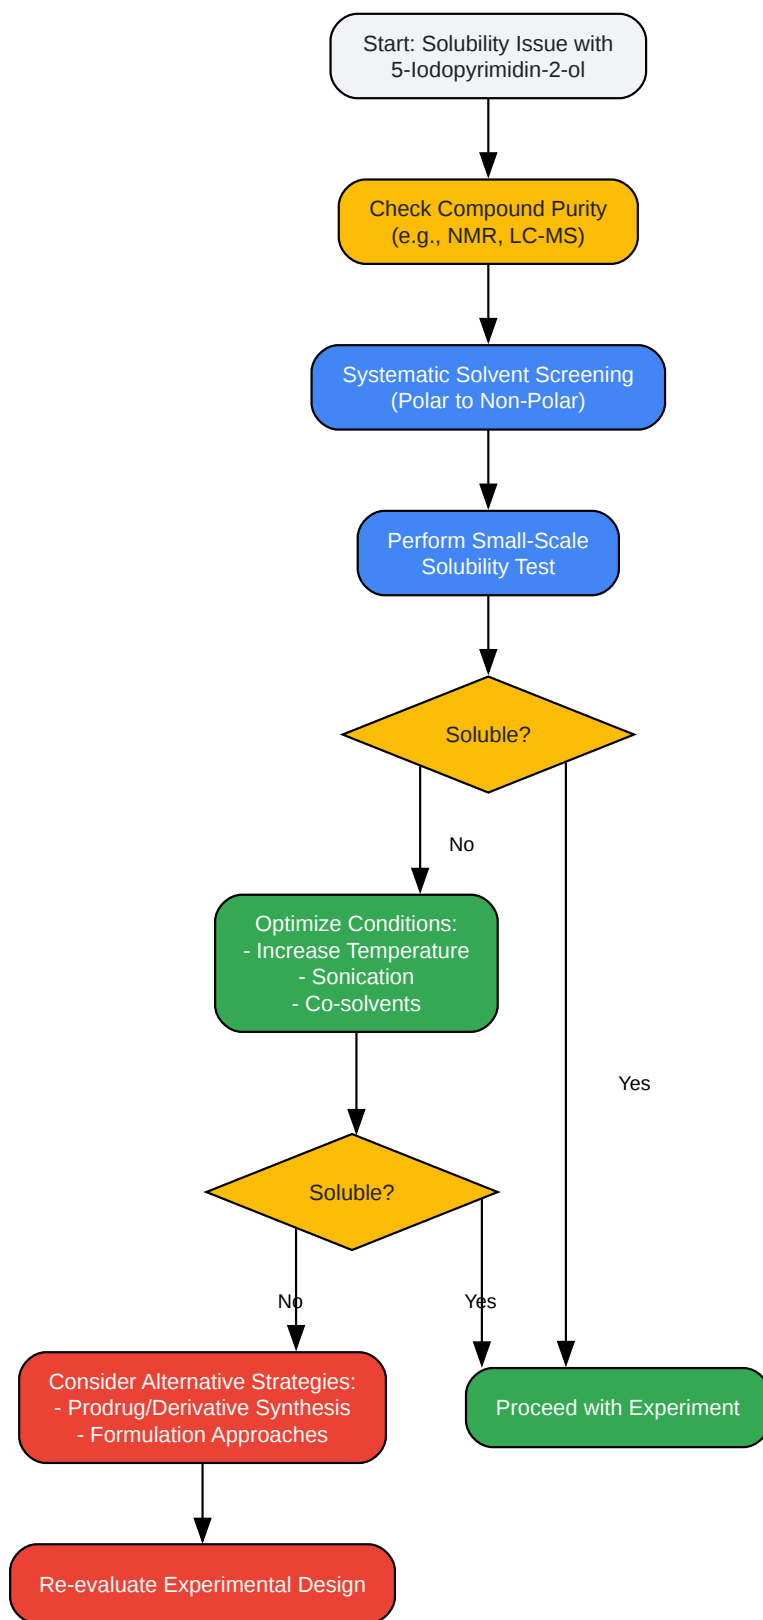 Start: Solubility Issue with
5-Iodopyrimidin-2-ol
Check Compound Purity
(e.g., NMR, LC-MS)
Systematic Solvent Screening
(Polar to Non-Polar)
Perform Small-Scale
Solubility Test
Soluble?
No
Optimize Conditions:
- Increase Temperature
- Sonication
- Co-solvents
Yes
Soluble?
No
Yes
Consider Alternative Strategies:
- Prodrug/Derivative Synthesis
- Formulation Approaches
Proceed with Experiment
Re-evaluate Experimental Design